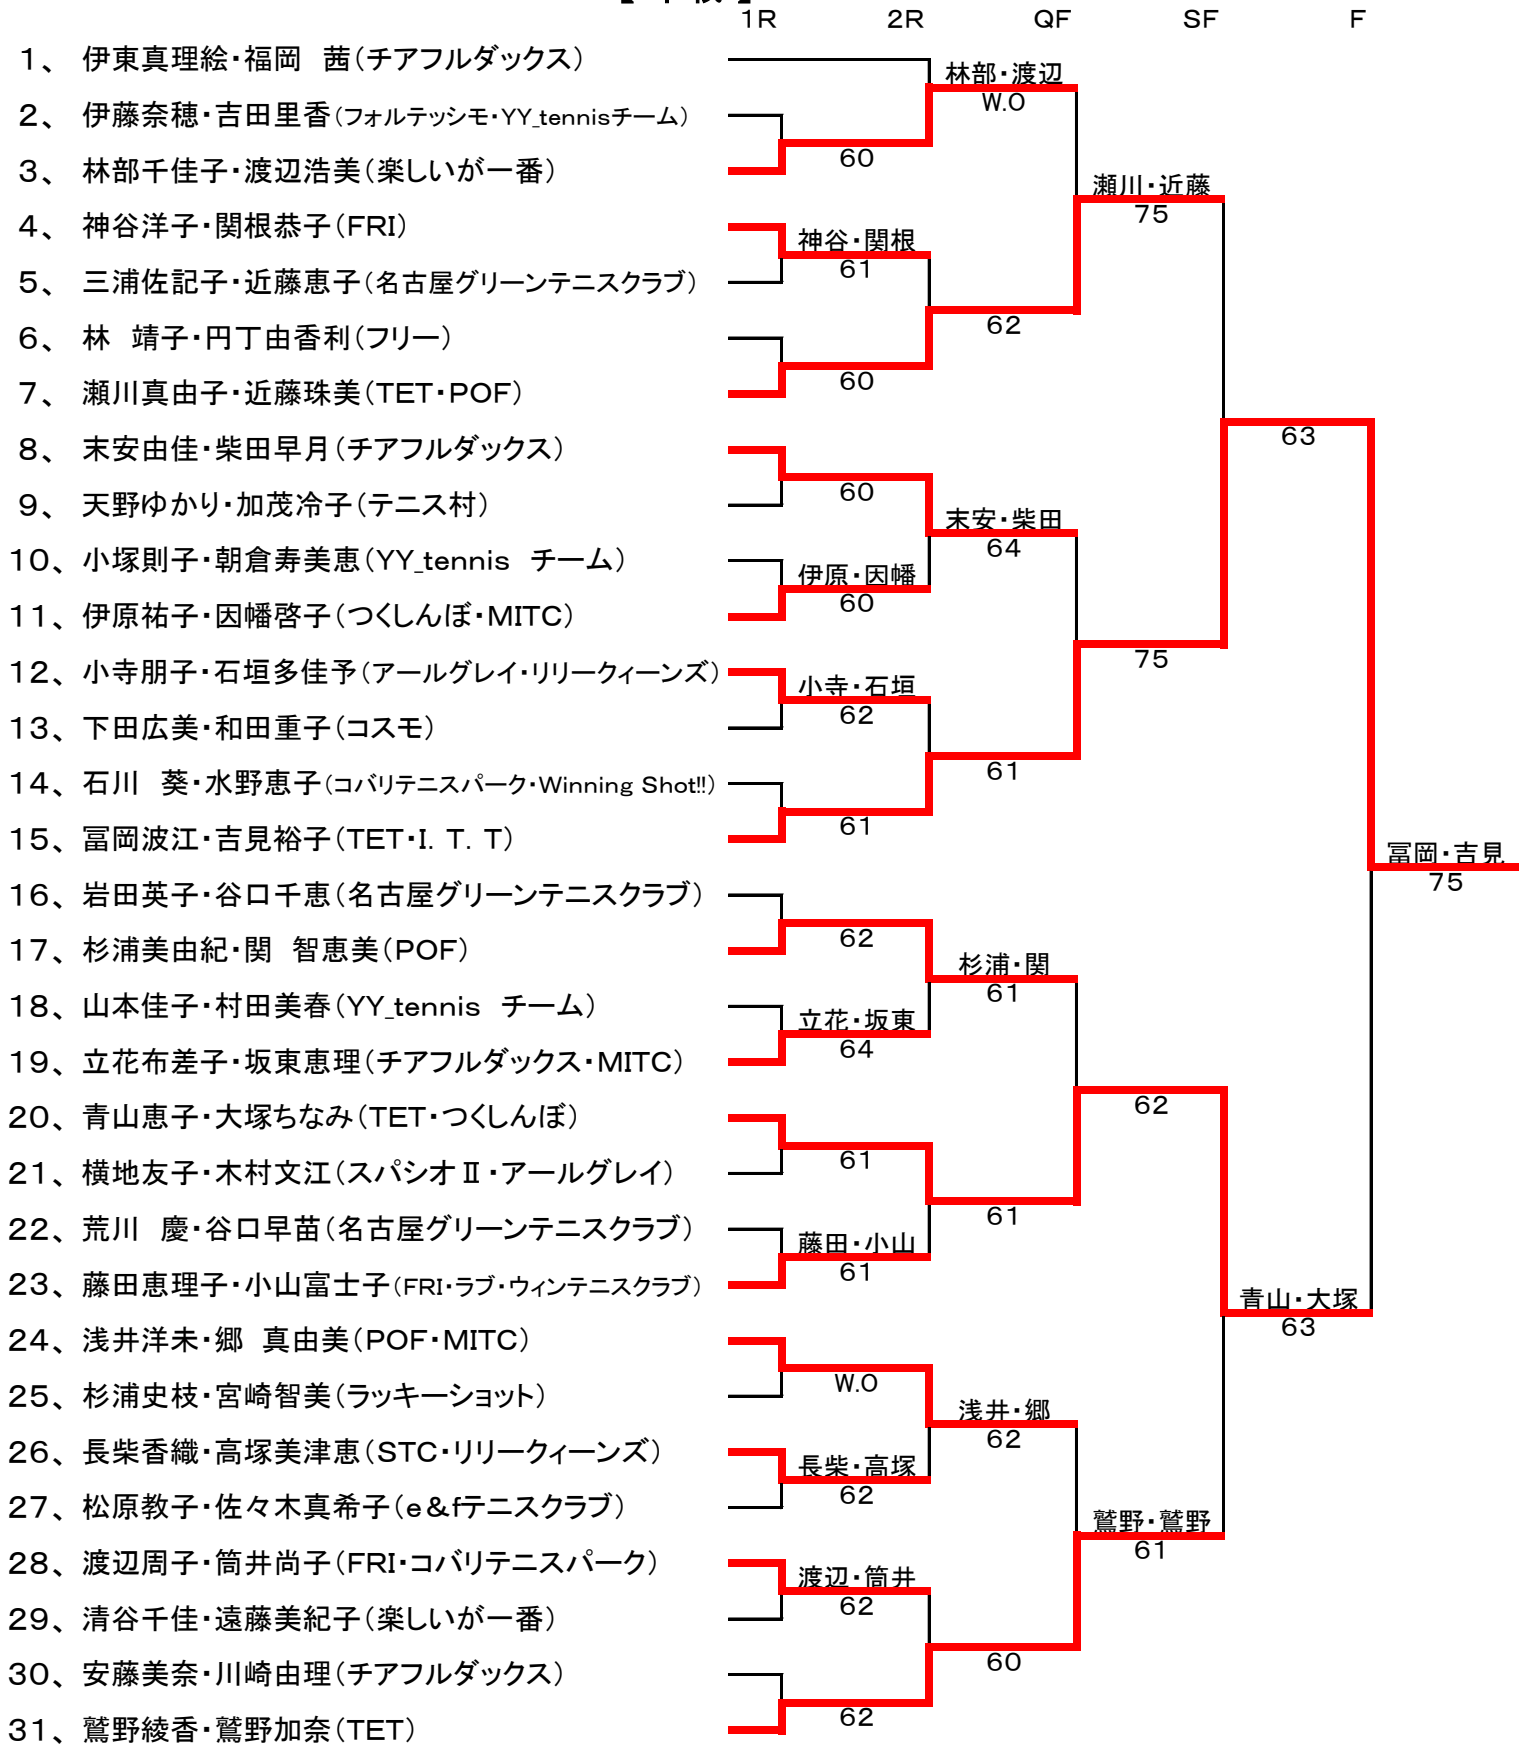 1R 2R QF SF F
1、 伊東真理絵・福岡　茜(チアフルダックス)
2、 伊藤奈穂・吉田里香(フォルテッシモ・YY_tennisチーム)
3、 林部千佳子・渡辺浩美(楽しいが一番)
4、 神谷洋子・関根恭子(FRI)
5、 三浦佐記子・近藤恵子(名古屋グリーンテニスクラブ)
6、 林　靖子・円丁由香利(フリー)
7、 瀬川真由子・近藤珠美(TET・POF)
8、 末安由佳・柴田早月(チアフルダックス)
9、 天野ゆかり・加茂冷子(テニス村)
10、 小塚則子・朝倉寿美恵(YY_tennis　チーム)
11、 伊原祐子・因幡啓子(つくしんぼ・MITC)
12、 小寺朋子・石垣多佳予(アールグレイ・リリークィーンズ)
13、 下田広美・和田重子(コスモ)
14、 石川　葵・水野恵子(コバリテニスパーク・Winning Shot!!)
15、 冨岡波江・吉見裕子(TET・I. T. T)
16、 岩田英子・谷口千恵(名古屋グリーンテニスクラブ)
17、 杉浦美由紀・関　智恵美(POF)
18、 山本佳子・村田美春(YY_tennis　チーム)
19、 立花布差子・坂東恵理(チアフルダックス・MITC)
20、 青山恵子・大塚ちなみ(TET・つくしんぼ)
21、 横地友子・木村文江(スパシオⅡ・アールグレイ)
22、 荒川　慶・谷口早苗(名古屋グリーンテニスクラブ)
23、 藤田恵理子・小山富士子(FRI・ラブ・ウィンテニスクラブ)
24、 浅井洋未・郷　真由美(POF・MITC)
25、 杉浦史枝・宮崎智美(ラッキーショット)
26、 長柴香織・高塚美津恵(STC・リリークィーンズ)
27、 松原教子・佐々木真希子(e&fテニスクラブ)
28、 渡辺周子・筒井尚子(FRI・コバリテニスパーク)
29、 清谷千佳・遠藤美紀子(楽しいが一番)
30、 安藤美奈・川崎由理(チアフルダックス)
31、 鷲野綾香・鷲野加奈(TET)
60
神谷・関根
61
60
60
伊原・因幡
60
小寺・石垣
62
61
62
立花・坂東
64
61
藤田・小山
61
W.O
長柴・高塚
62
渡辺・筒井
62
62
林部・渡辺
W.O
62
末安・柴田
64
61
杉浦・関
61
61
浅井・郷
62
60
瀬川・近藤
75
75
62
鷲野・鷲野
61
63
青山・大塚
63
冨岡・吉見
75